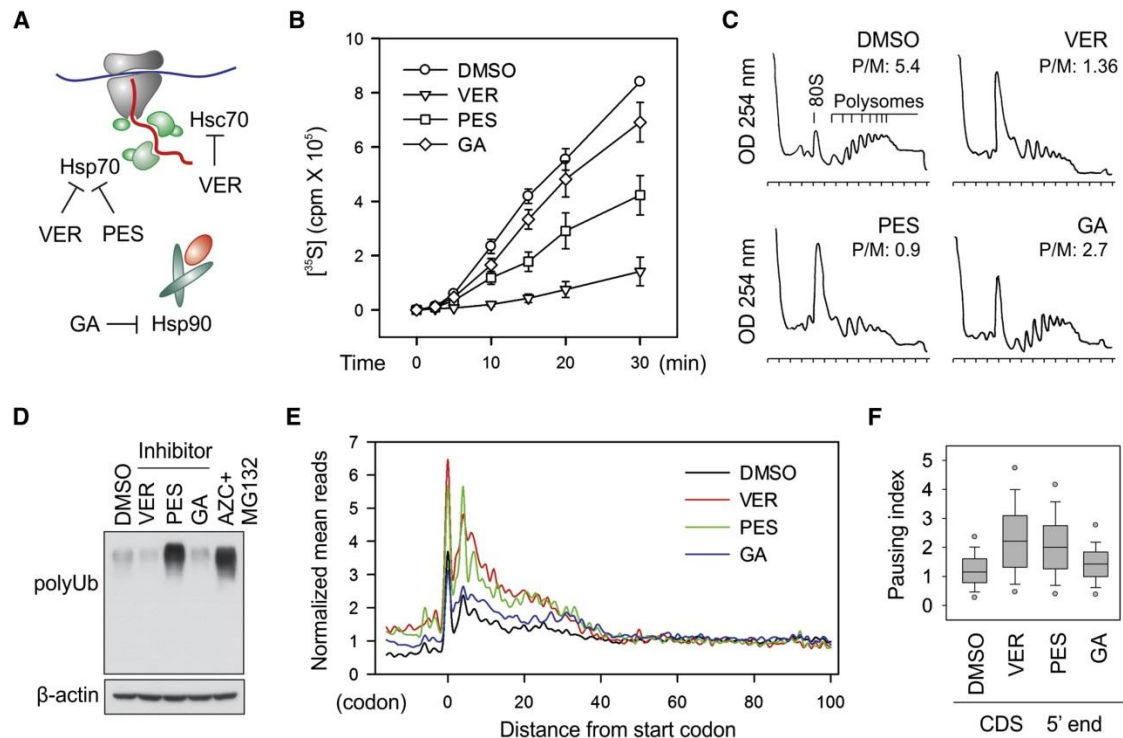 A
Hsc70
Hsp70
VER
VER PES
GA Hsp90
B
[³⁵S] (cpm X 10⁵)
10
8
6
4
2
0
DMSO
VER
PES
GA
Time 0 10 20 30 (min)
C
DMSO
P/M: 5.4
OD 254 nm
80S
Polysomes
VER
P/M: 1.36
PES
P/M: 0.9
OD 254 nm
GA
P/M: 2.7
D
Inhibitor
DMSO
VER
PES
GA
AZC+
MG132
polyUb
β-actin
E
Normalized mean reads
7
6
5
4
3
2
1
0
DMSO
VER
PES
GA
(codon) 0 20 40 60 80 100
Distance from start codon
F
Pausing index
5
4
3
2
1
0
DMSO
VER
PES
GA
CDS 5' end